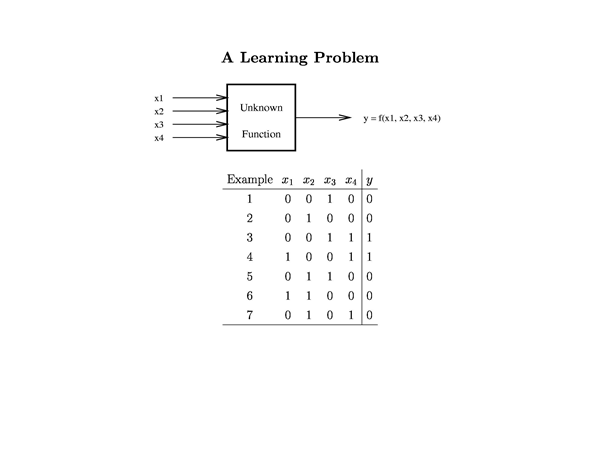 A Learning Problem
x1
x2
x3
x4
Unknown
Function
y = f(x1, x2, x3, x4)
Example x₁ x₂ x₃ x₄ y
1 0 0 1 0 0
2 0 1 0 0 0
3 0 0 1 1 1
4 1 0 0 1 1
5 0 1 1 0 0
6 1 1 0 0 0
7 0 1 0 1 0